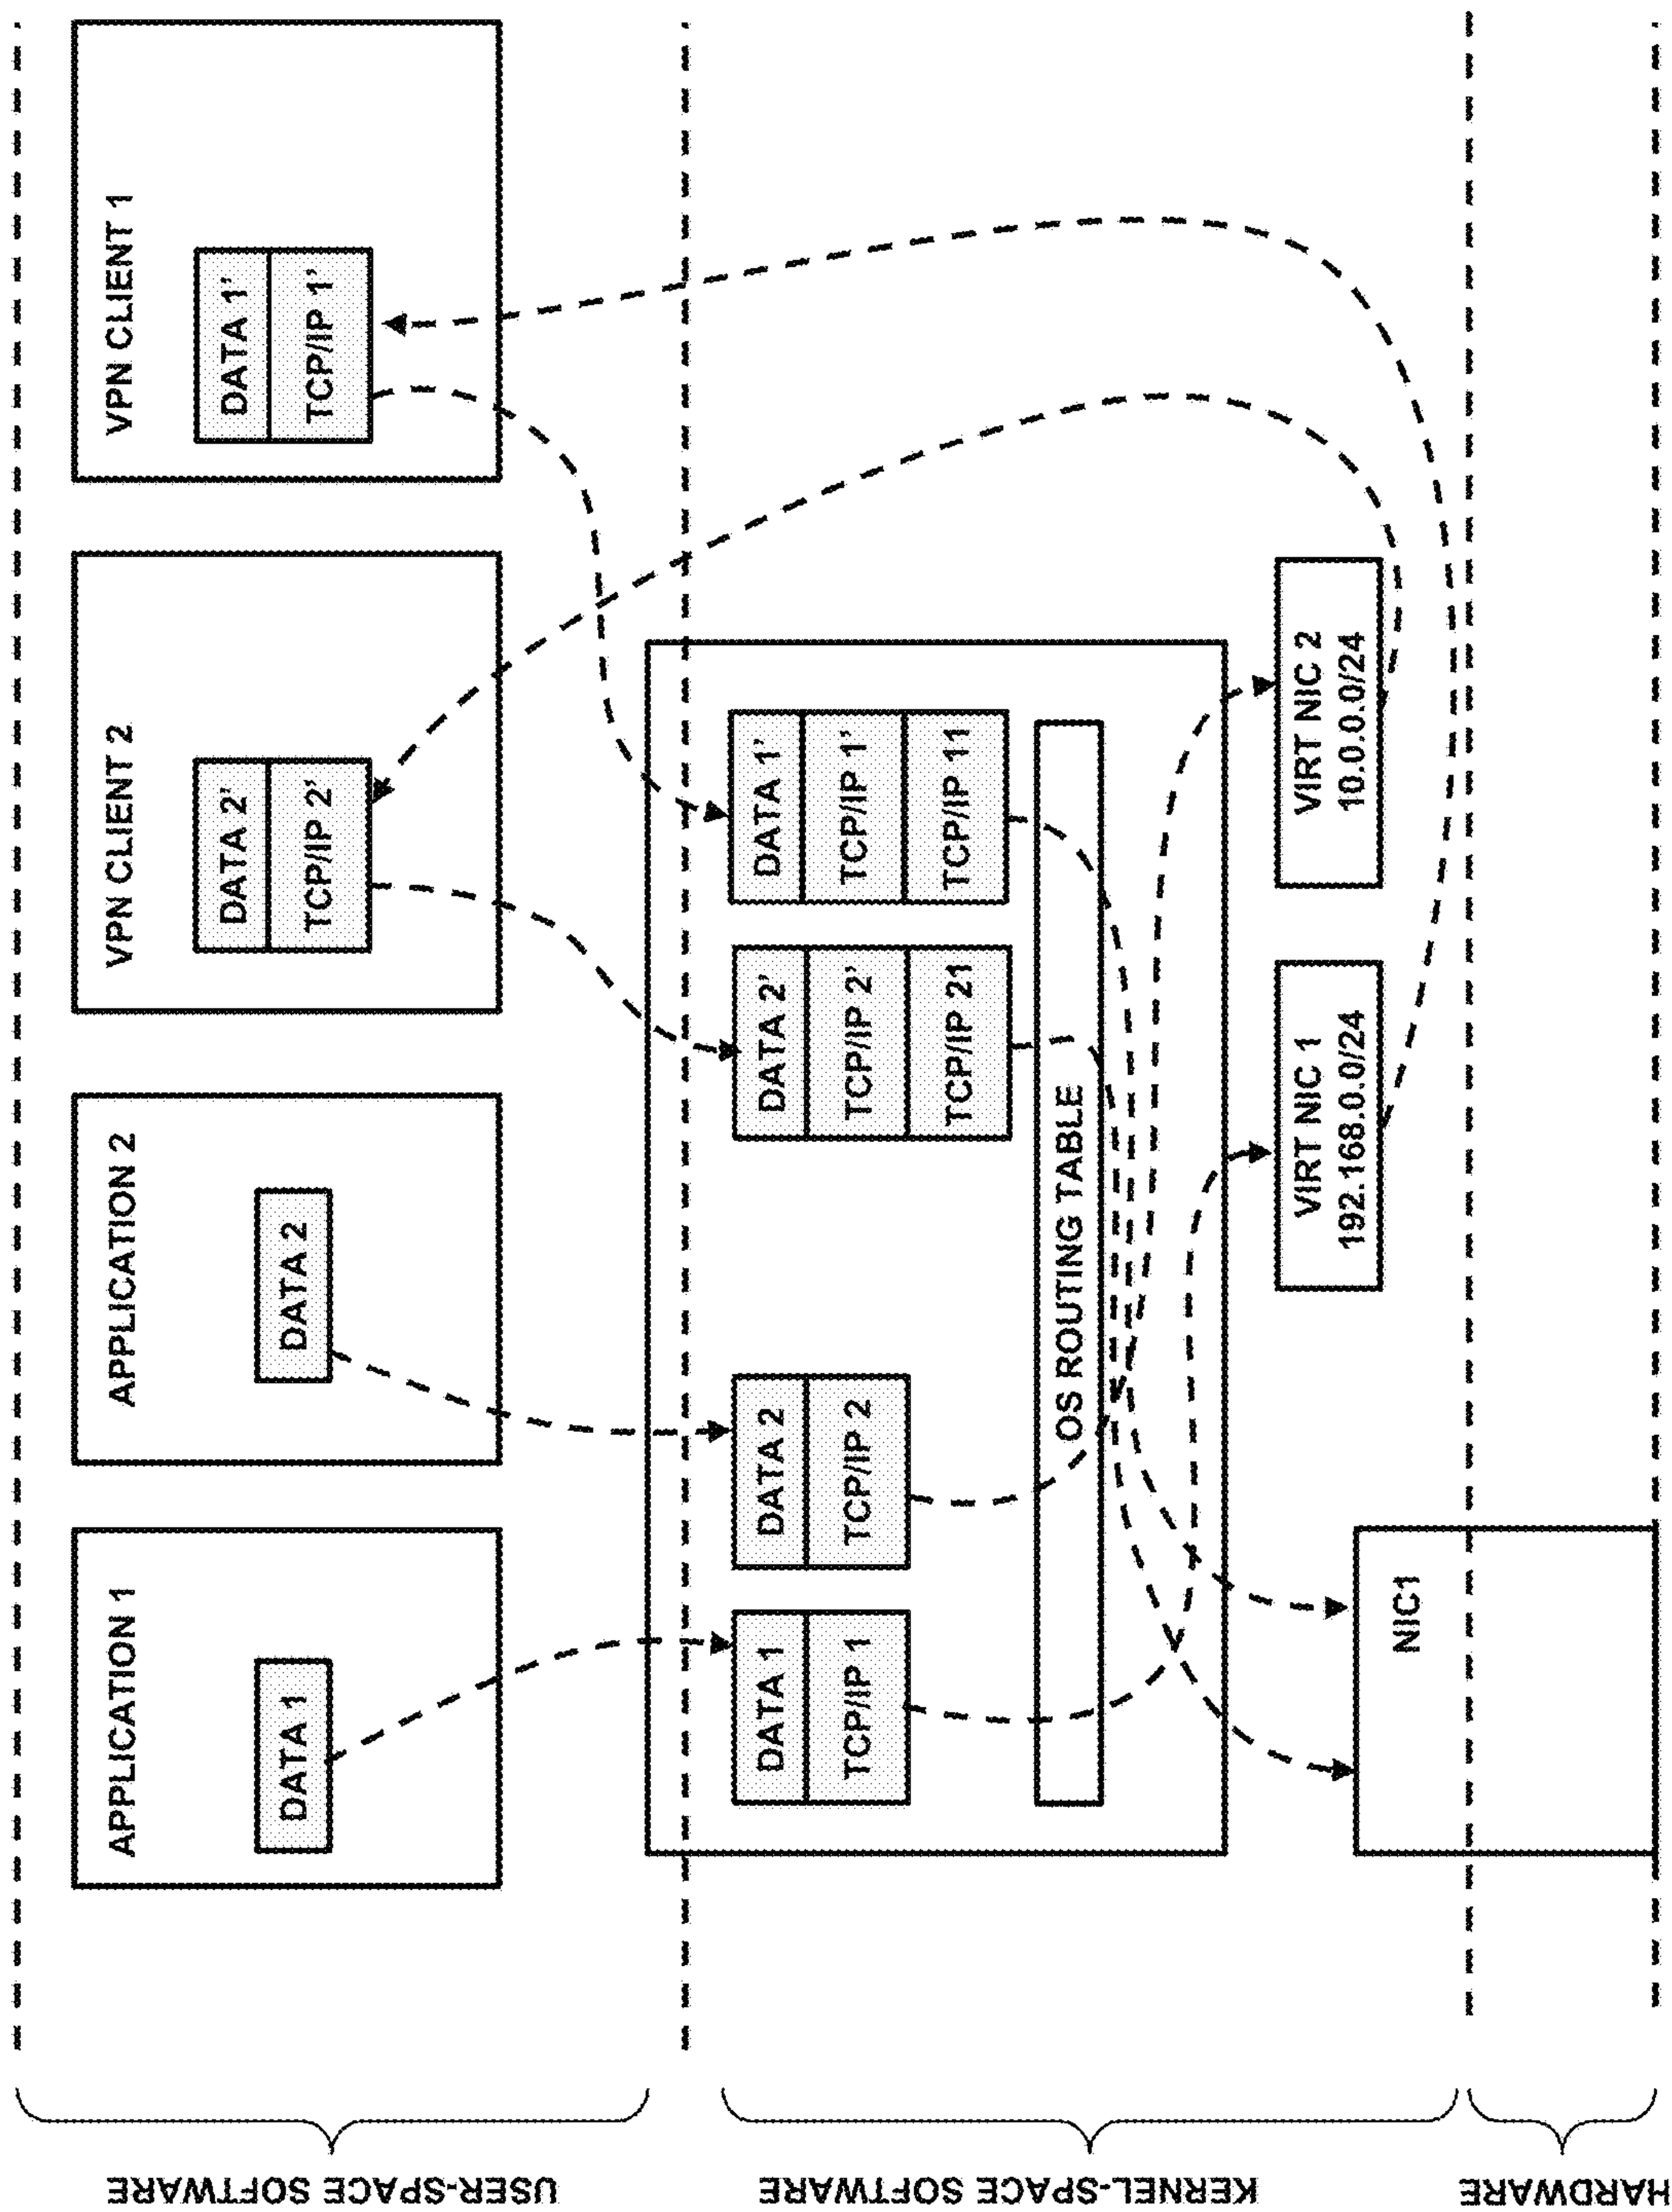 USER-SPACE SOFTWARE
APPLICATION 1
DATA 1
APPLICATION 2
DATA 2
VPN CLIENT 2
DATA 2'
TCP/IP 2'
VPN CLIENT 1
DATA 1'
TCP/IP 1'
KERNEL-SPACE SOFTWARE
DATA 1
TCP/IP 1
DATA 2
TCP/IP 2
DATA 2'
TCP/IP 2'
TCP/IP 21
DATA 1'
TCP/IP 1'
TCP/IP 11
OS ROUTING TABLE
VIRT NIC 1
192.168.0.0/24
VIRT NIC 2
10.0.0.0/24
HARDWARE
NIC1